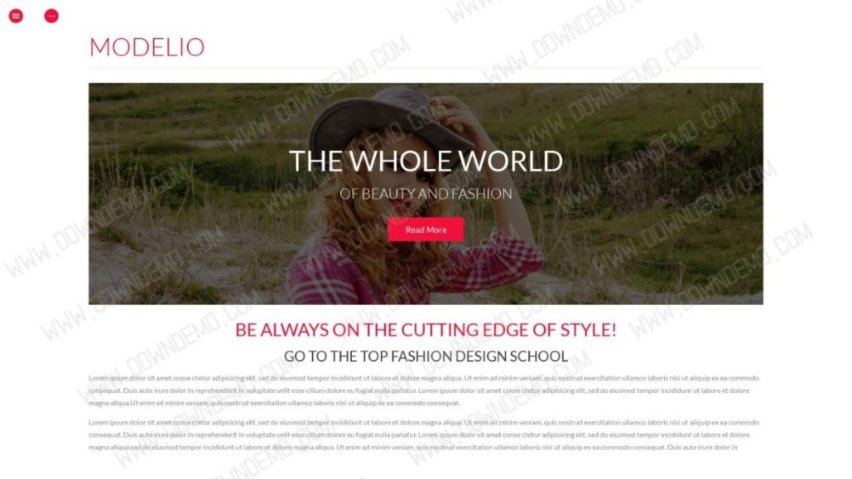 MODELIO
THE WHOLE WORLD
OF BEAUTY AND FASHION
Read More
BE ALWAYS ON THE CUTTING EDGE OF STYLE!
GO TO THE TOP FASHION DESIGN SCHOOL
Lorem ipsum dolor sit amet conse ctetur adipisicing elit, sed do eiusmod tempor incididunt ut labore et dolore magna aliqua. Ut enim ad minim veniam, quis nostrud exercitation ullamco laboris nisi ut aliquip ex ea commodo
consequat. Duis aute irure dolor in reprehenderit in voluptate velit esse cillum dolore eu fugiat nulla pariatur. Lorem ipsum dolor sit amet conse ctetur adipisicing elit, sed do eiusmod tempor incididunt ut labore et dolore
magna aliqua.Ut enim ad minim veniam, quis nostrud exercitation ullamco laboris nisi ut aliquip ex ea commodo consequat.
Lorem ipsum dolor sit amet conse ctetur adipisicing elit, sed do eiusmod tempor incididunt ut labore et dolore magna aliqua. Ut enim ad minim veniam, quis nostrud exercitation ullamco laboris nisi ut aliquip ex ea commodo
consequat. Duis aute irure dolor in reprehenderit in voluptate velit esse cillum dolore eu fugiat nulla pariatur. Lorem ipsum dolor sit amet conse ctetur adipisicing elit, sed do eiusmod tempor incididunt ut labore et dolore
magna aliqua.sed do eiusmod tempor incididunt ut labore et dolore magna aliqua. Ut enim ad minim veniam, quis nostrud exercitation ullamco laboris nisi ut aliquip ex ea commodo consequat. Duis aute irure dolor in
WWW.DOWNDEMO.COM